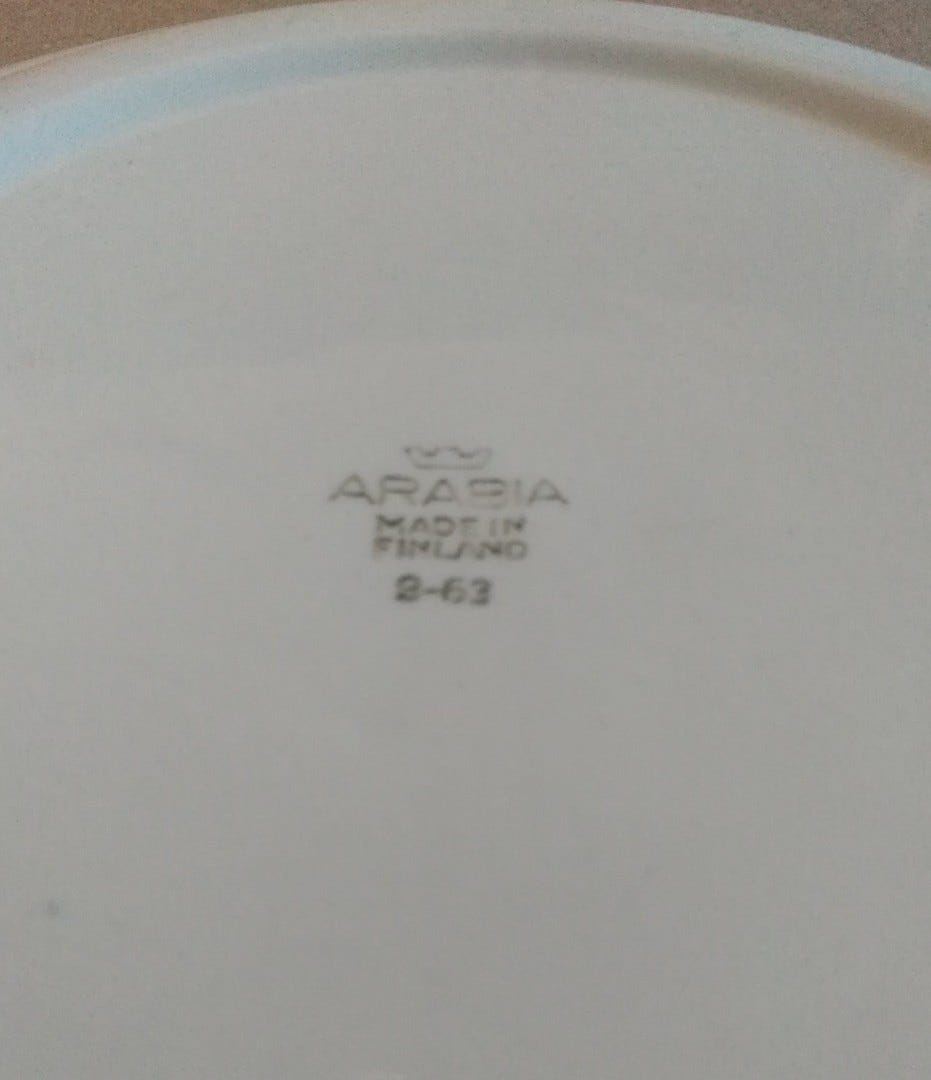 ARABIA
MADE IN
FINLAND
2-63